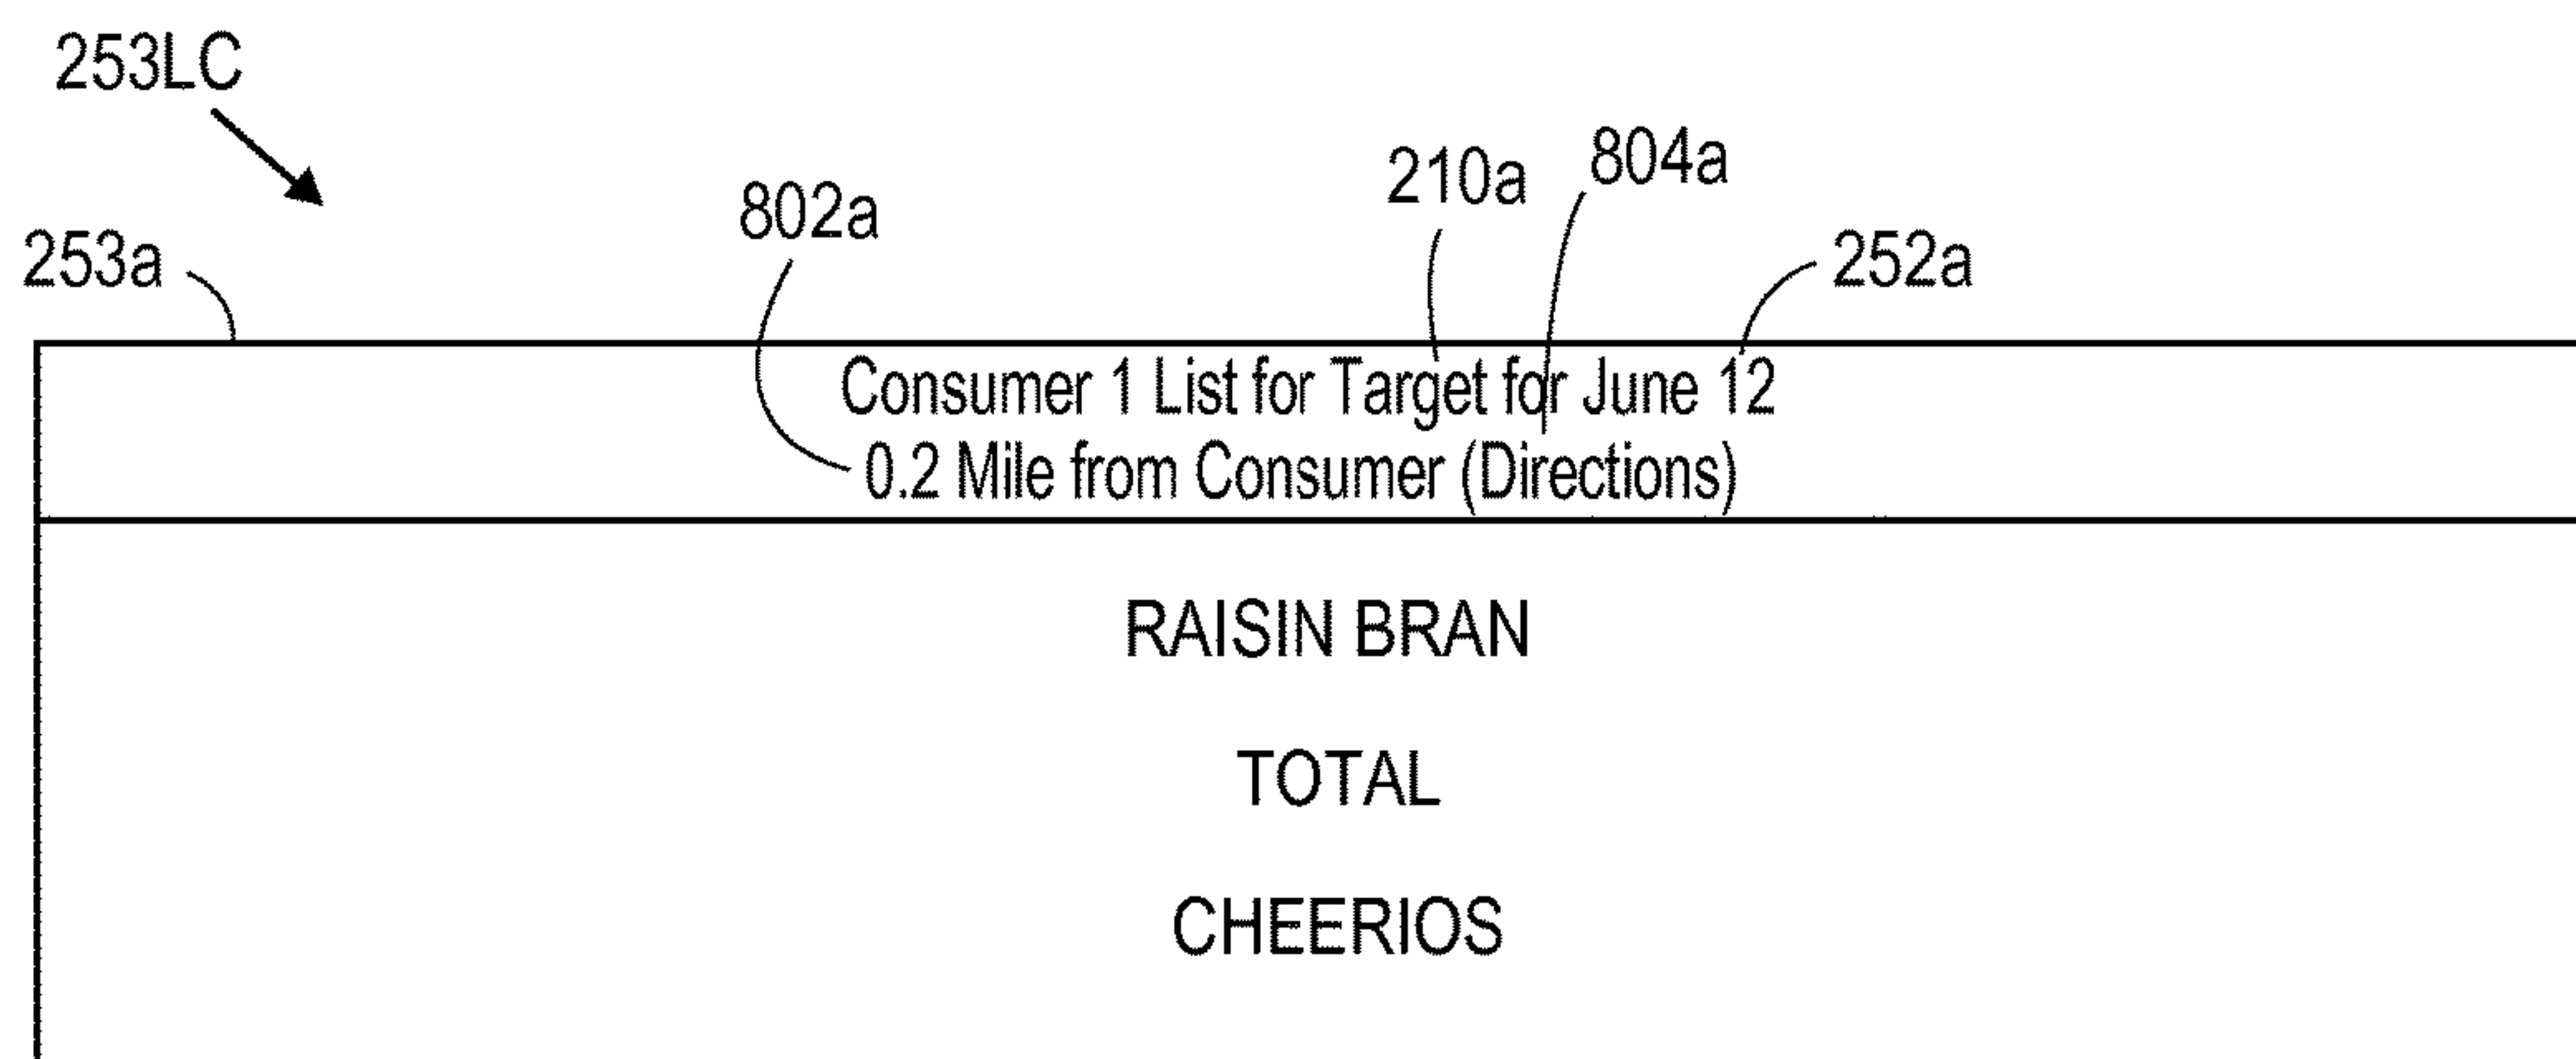 253LC
802a
210a
804a
253a
252a
Consumer 1 List for Target for June 12
0.2 Mile from Consumer (Directions)
RAISIN BRAN
TOTAL
CHEERIOS